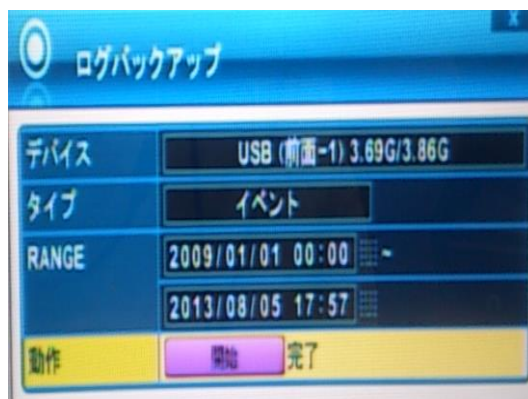 X
ログバックアップ
デバイス USB (前面-1) 3.69G/3.86G
タイプ イベント
RANGE 2009/01/01 00:00 ~
2013/08/05 17:57
動作 開始 完了